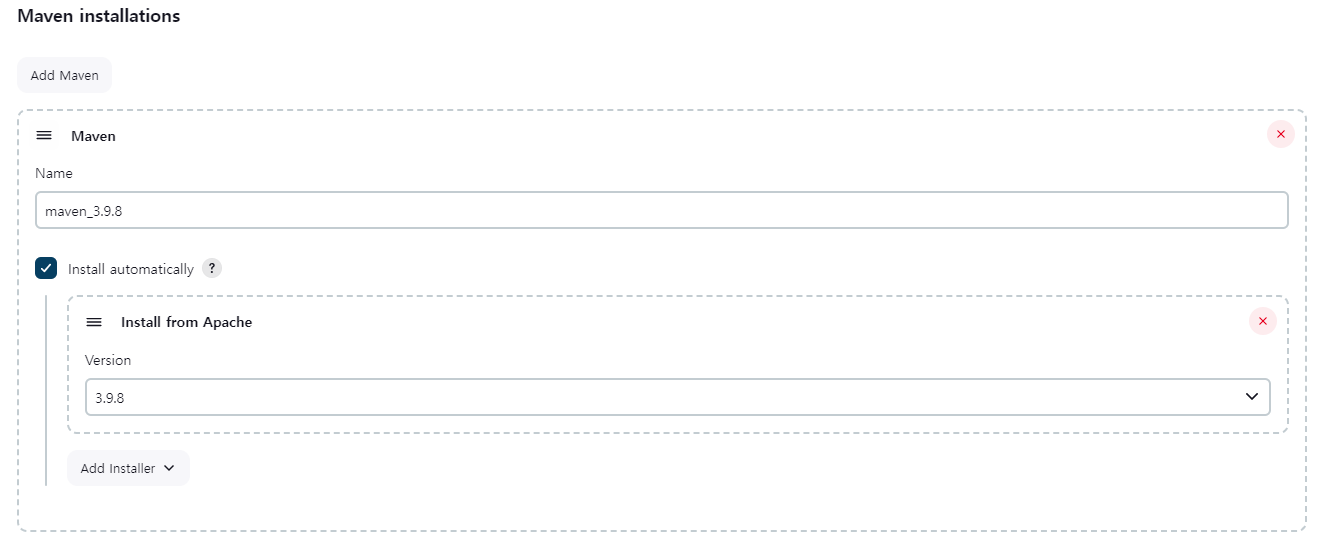 Maven installations
Add Maven
Maven
Name
maven_3.9.8
Install automatically ?
Install from Apache
Version
3.9.8
Add Installer